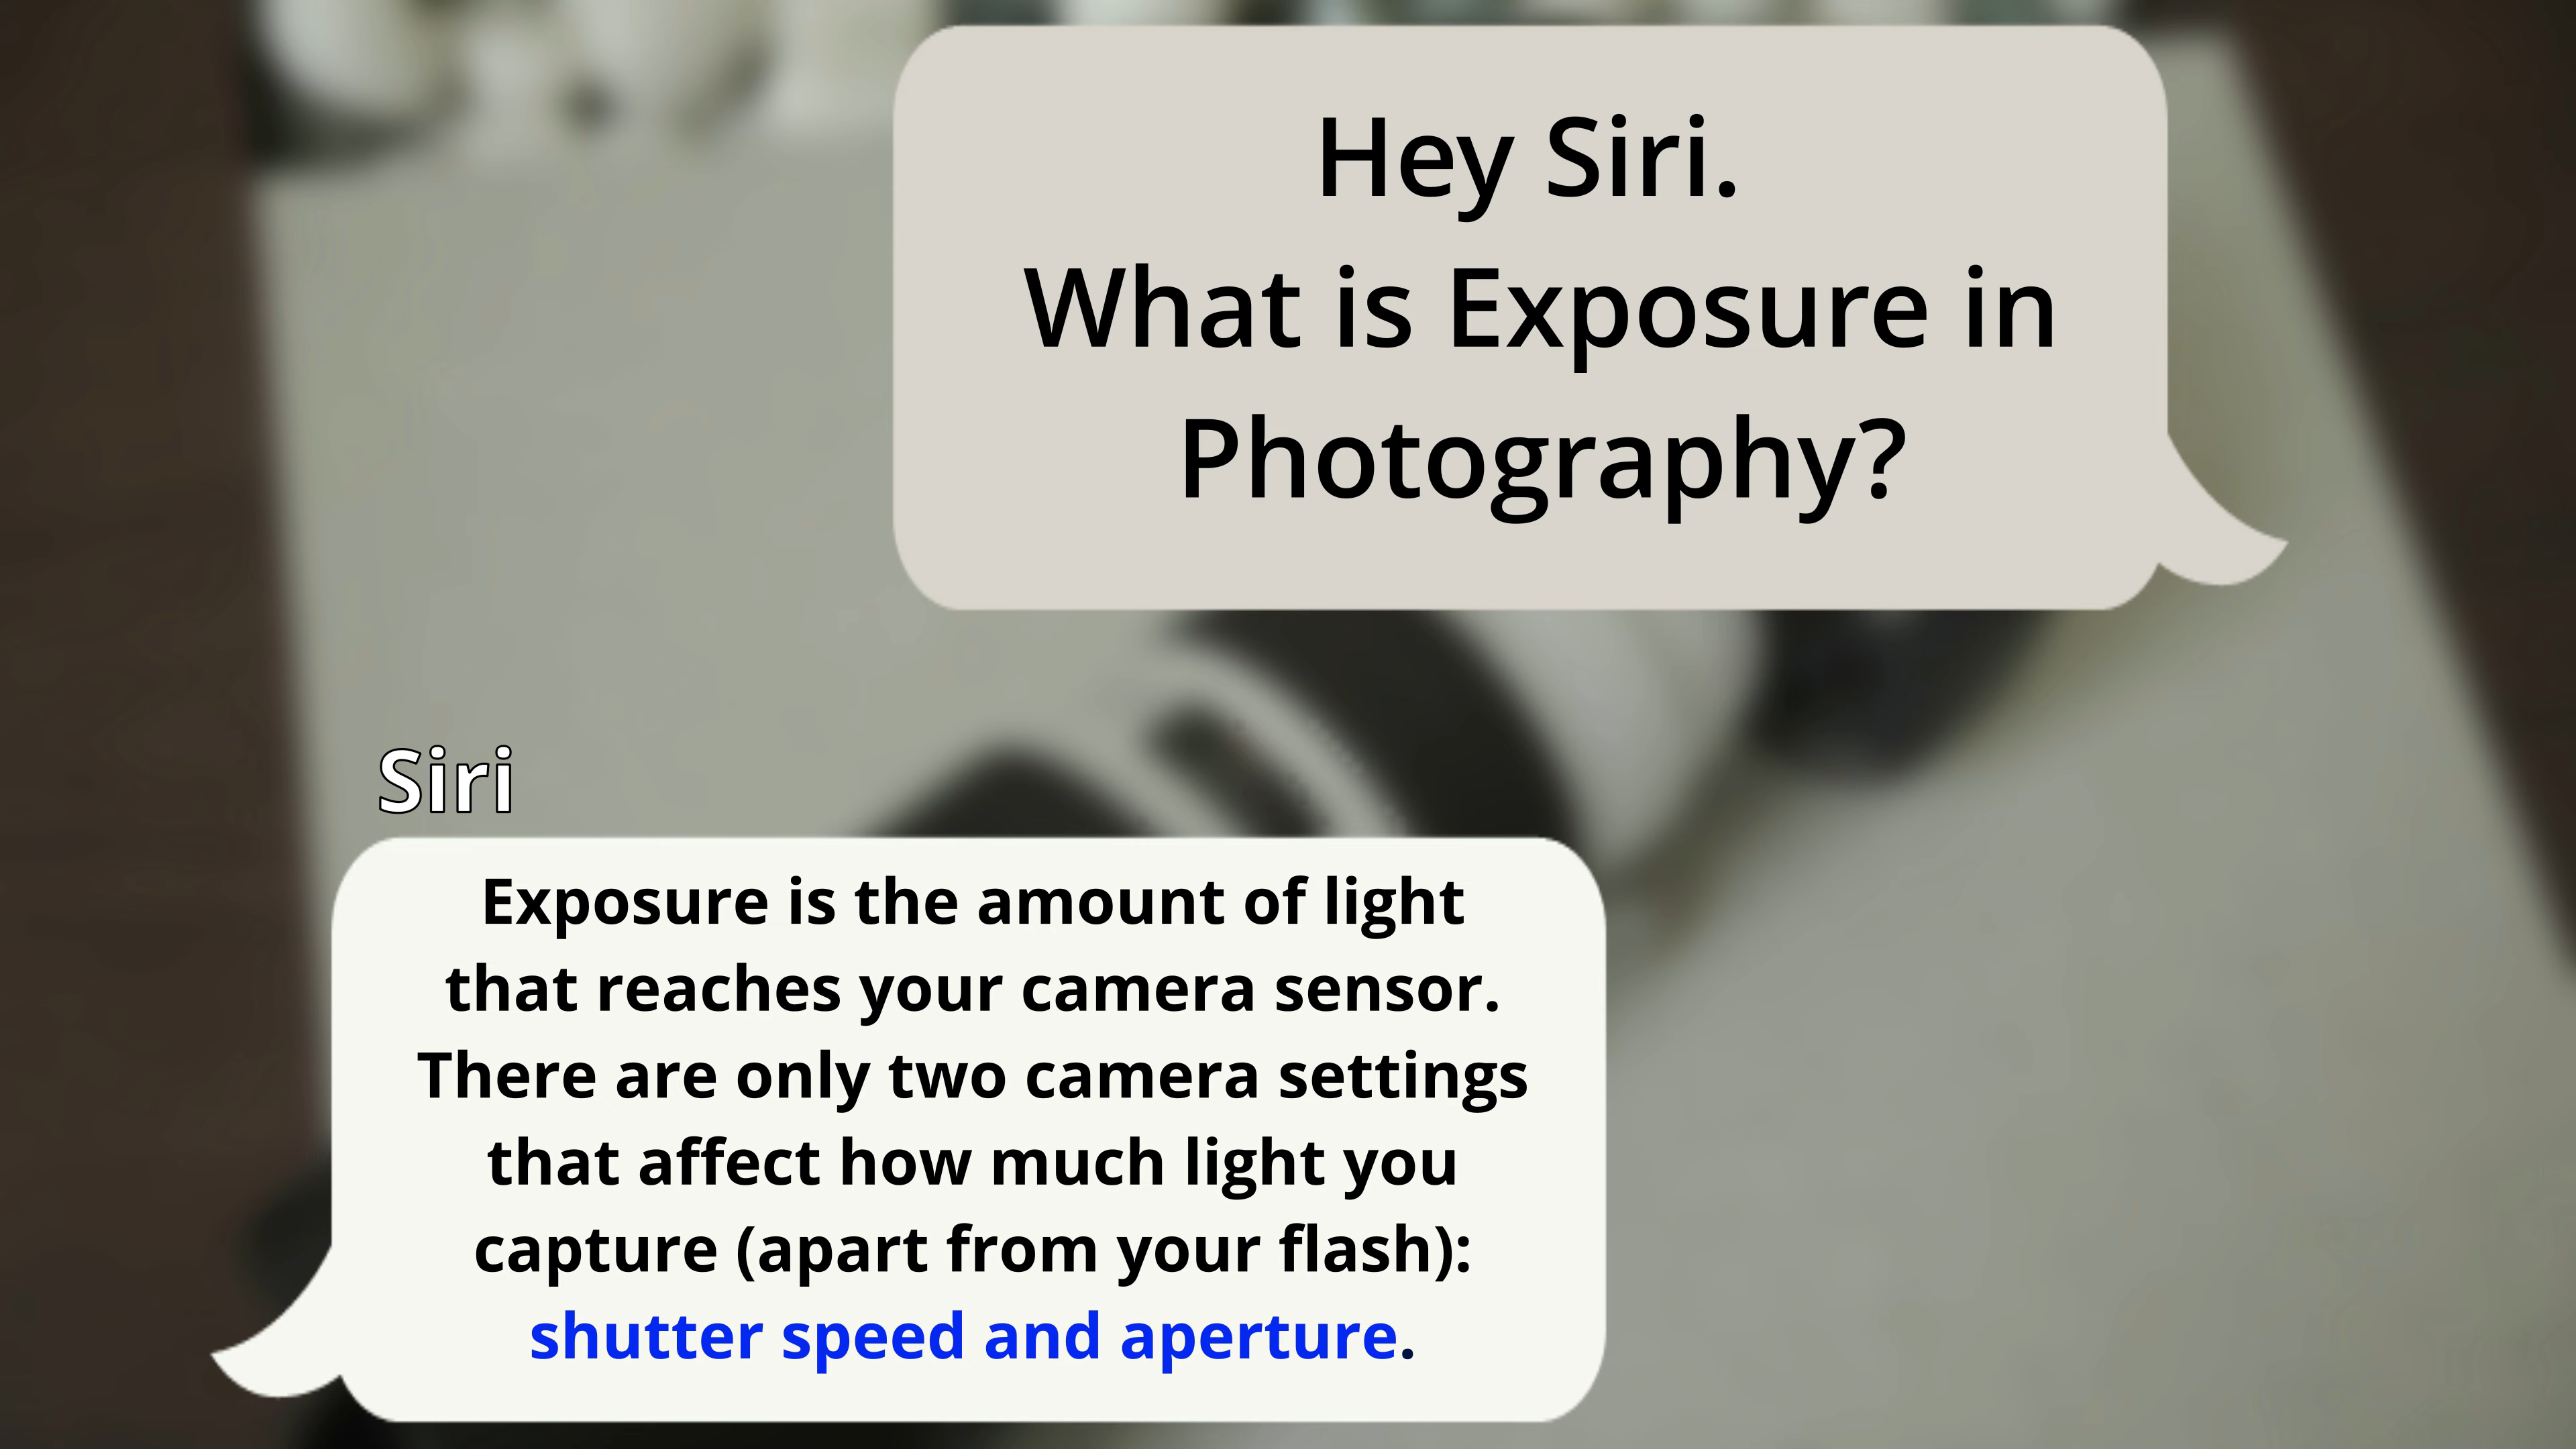 Hey Siri.
What is Exposure in
Photography?
Siri
Exposure is the amount of light
that reaches your camera sensor.
There are only two camera settings
that affect how much light you
capture (apart from your flash):
shutter speed and aperture.